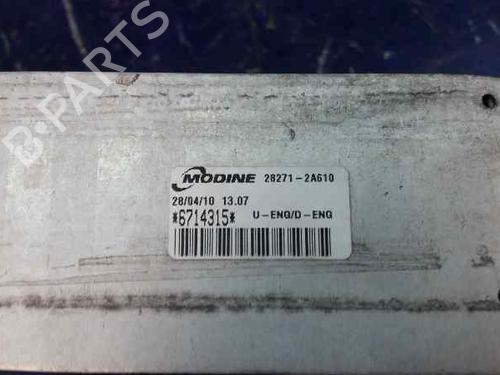 B-PARTS
MODINE 28271-2A610
28/04/10 13.07
*6714315* U-ENG/D-ENG